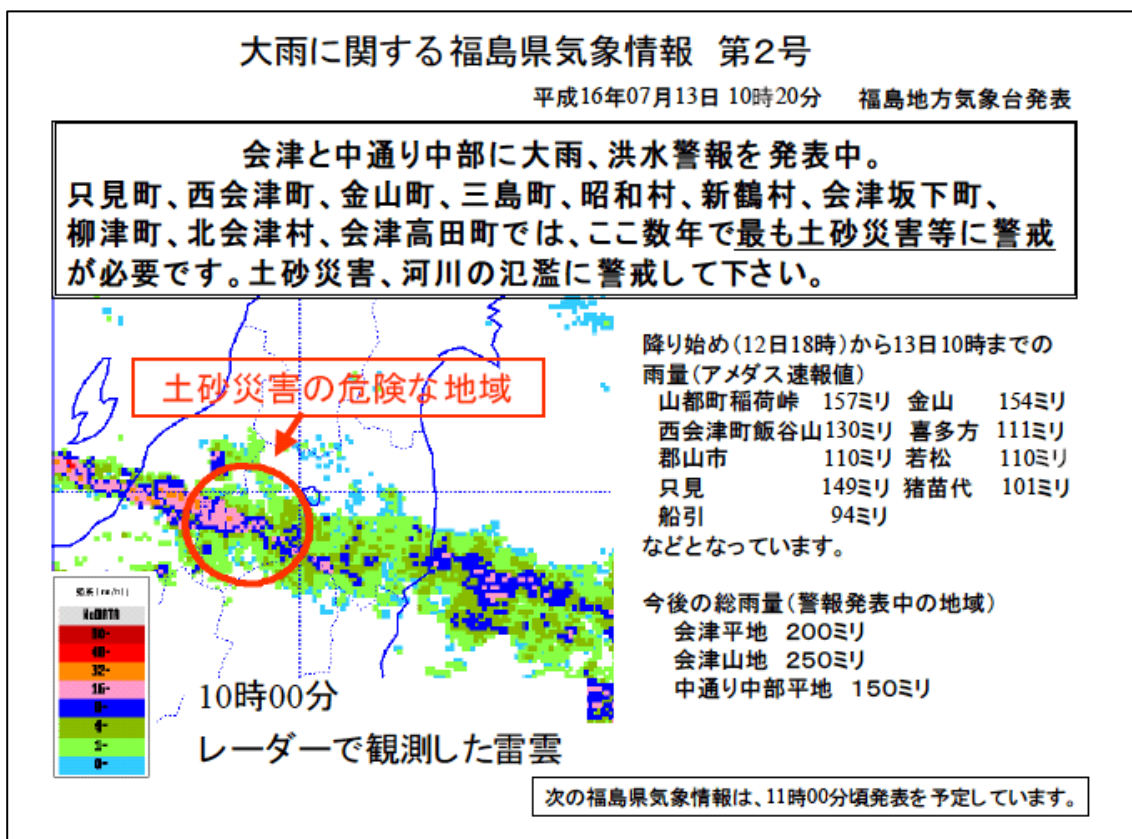 大雨に関する福島県気象情報 第2号
平成16年07月13日 10時20分 福島地方気象台発表
会津と中通り中部に大雨、洪水警報を発表中。
只見町、西会津町、金山町、三島町、昭和村、新鶴村、会津坂下町、
柳津町、北会津村、会津高田町では、ここ数年で最も土砂災害等に警戒
が必要です。土砂災害、河川の氾濫に警戒して下さい。
土砂災害の危険な地域
降り始め(12日18時)から13日10時までの
雨量(アメダス速報値)
山都町稲荷峠 157ミリ 金山 154ミリ
西会津町飯谷山130ミリ 喜多方 111ミリ
郡山市 110ミリ 若松 110ミリ
只見 149ミリ 猪苗代 101ミリ
船引 94ミリ
などとなっています。
今後の総雨量(警報発表中の地域)
会津平地 200ミリ
会津山地 250ミリ
中通り中部平地 150ミリ
NoDATA
32-
16-
4-
1-
0-
10時00分
レーダーで観測した雷雲
次の福島県気象情報は、11時00分頃発表を予定しています。